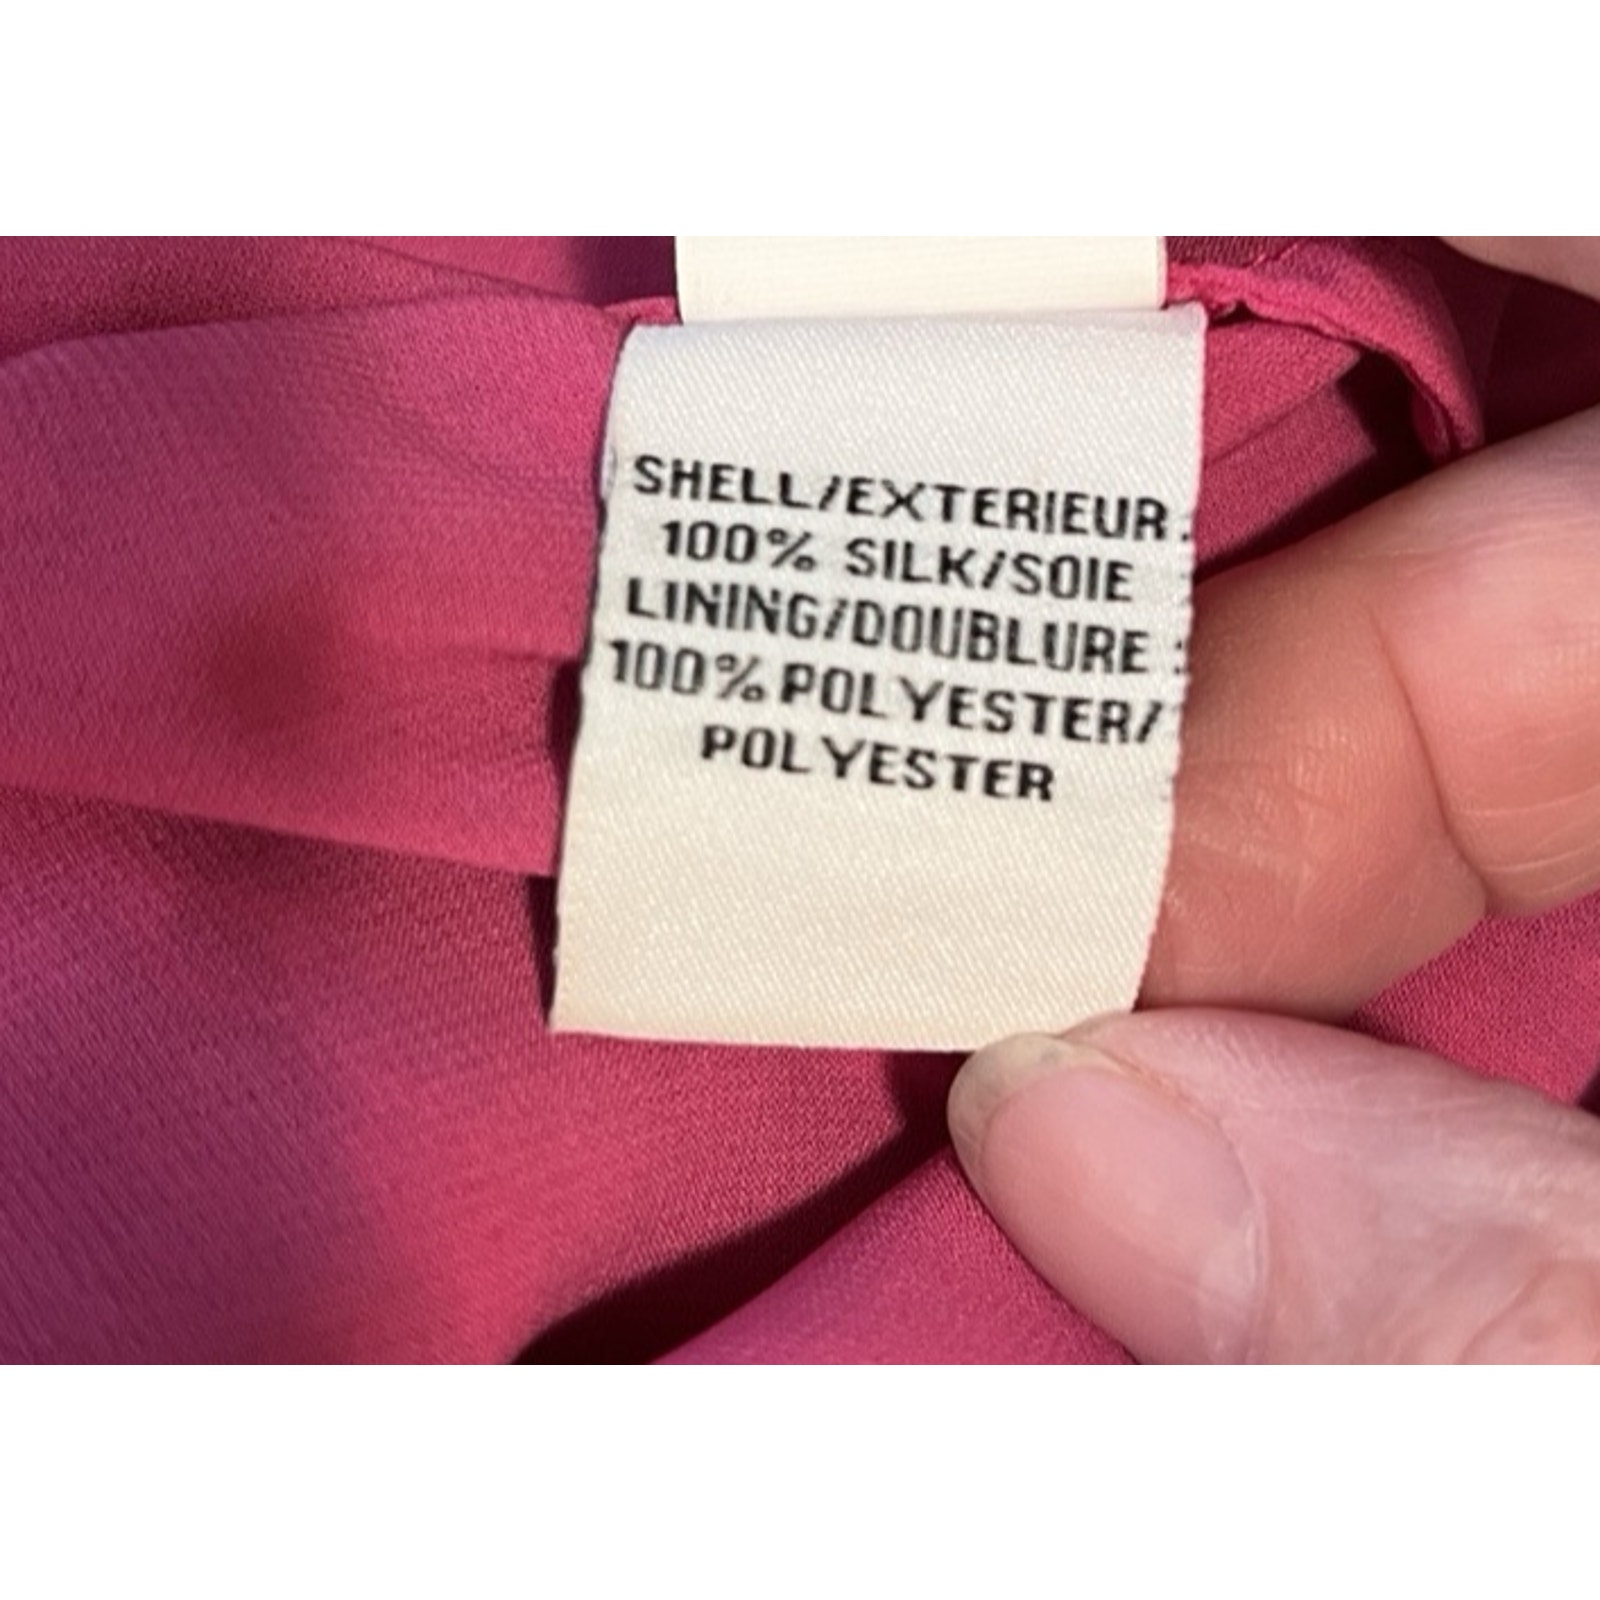 SHELL/EXTERIEUR:
100% SILK/SOIE
LINING/DOUBLURE:
100% POLYESTER/
POLYESTER